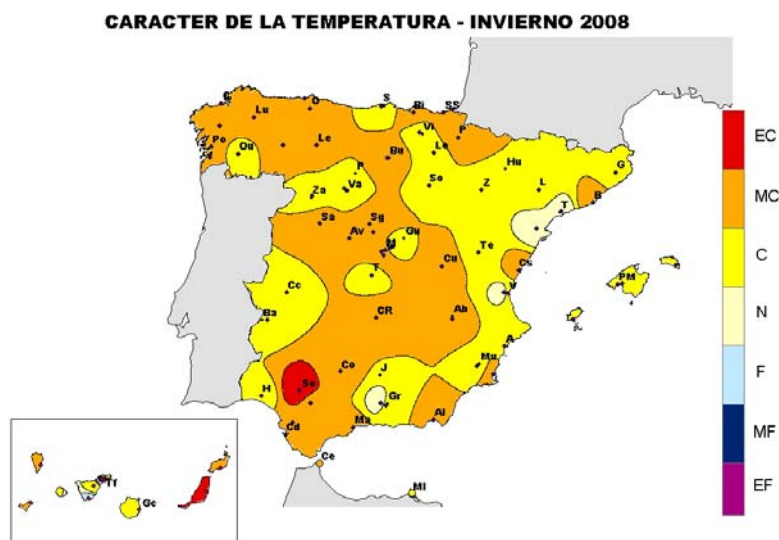 CARACTER DE LA TEMPERATURA - INVIERNO 2008
C O S Bi SS
Lu Vi P
Po Le Lo
Ou Bu Hu G
P So Z L B
Za Va T
Sa Sg
Av M Gu Te
T Cu Cs
Cc V PM
Ba CR Ab
A
Co J Mu
H Se Gr
Cd Ma Al
Ce
Ml
Tf
Gc
EC
MC
C
N
F
MF
EF